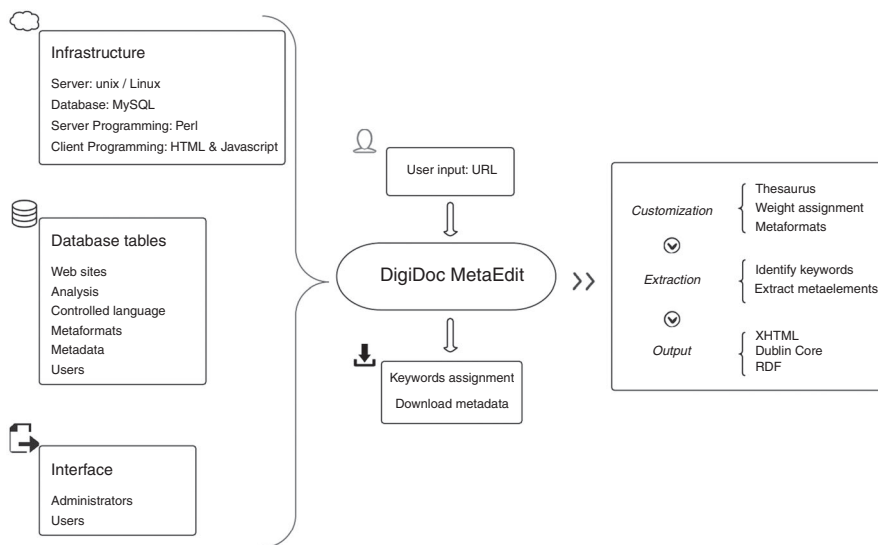 Infrastructure
Server: unix / Linux
Database: MySQL
Server Programming: Perl
Client Programming: HTML & Javascript
Database tables
Web sites
Analysis
Controlled language
Metaformats
Metadata
Users
Interface
Administrators
Users
User input: URL
DigiDoc MetaEdit
Keywords assignment
Download metadata
Customization
Thesaurus
Weight assignment
Metaformats
Extraction
Identify keywords
Extract metaelements
Output
XHTML
Dublin Core
RDF